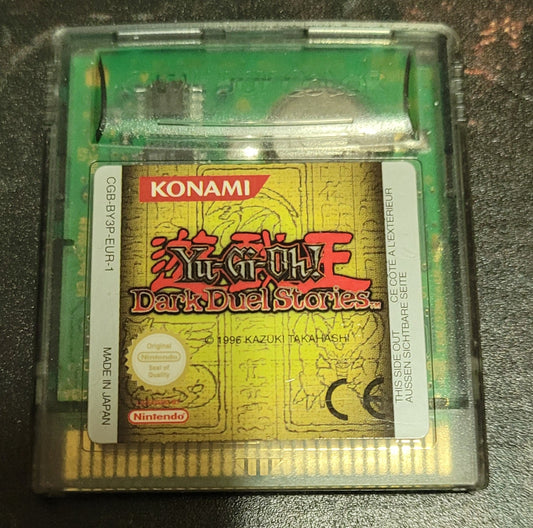 KONAMI
遊戯王
Yu-Gi-Oh!
Dark Duel Stories™
© 1996 KAZUKI TAKAHASHI
Original
Nintendo
Seal of
Quality
Nintendo
CE
CGB-BY3P-EUR-1
MADE IN JAPAN
THIS SIDE OUT CE CÔTÉ A L'EXTÉRIEUR
AUSSEN SICHTBARE SEITE